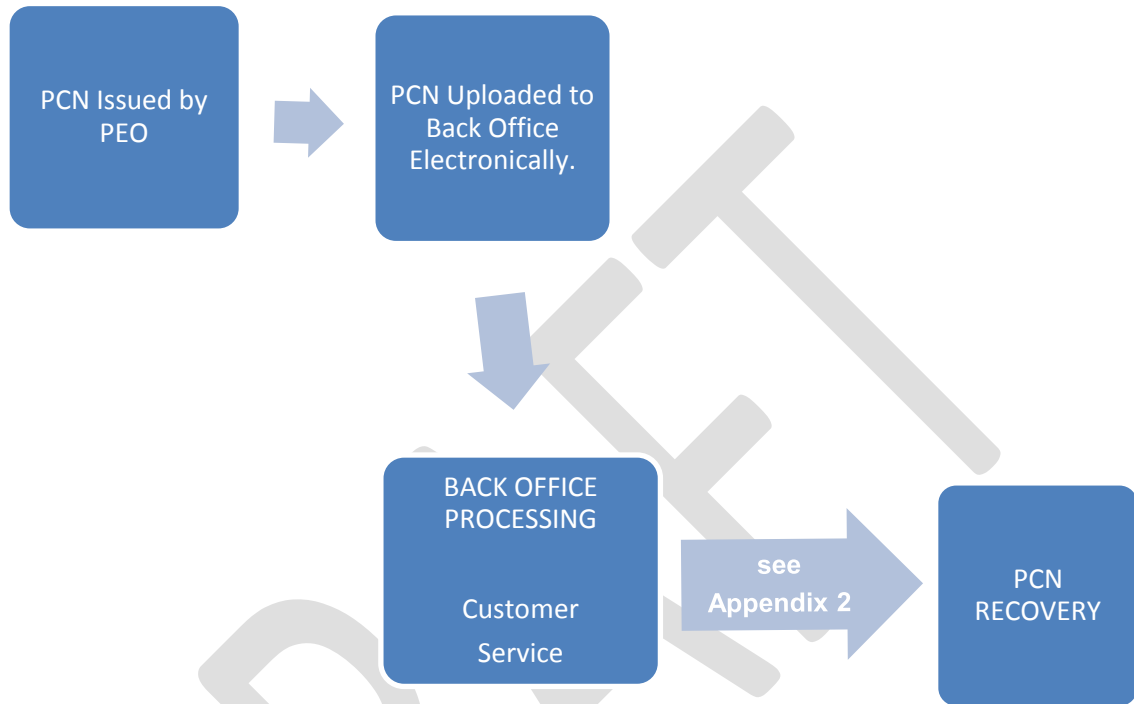 PCN Issued by
PEO
PCN Uploaded to
Back Office
Electronically.
BACK OFFICE
PROCESSING
Customer
Service
see
Appendix 2
PCN
RECOVERY
DRAFT